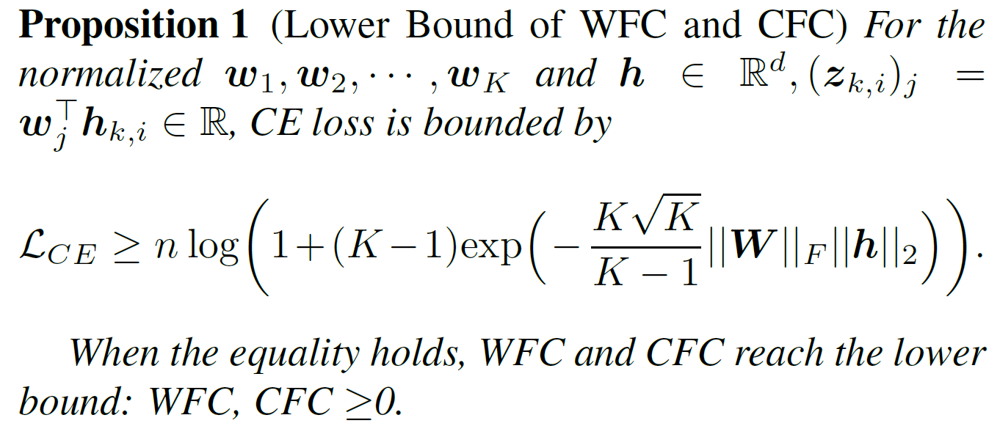 Proposition 1 (Lower Bound of WFC and CFC) For the
normalized $\boldsymbol{w}_1, \boldsymbol{w}_2, \cdots, \boldsymbol{w}_K$ and $\boldsymbol{h} \in \mathbb{R}^d, (\boldsymbol{z}_{k,i})_j =$
$\boldsymbol{w}_j^\top \boldsymbol{h}_{k,i} \in \mathbb{R}$, CE loss is bounded by
$\mathcal{L}_{CE} \geq n \log\left(1+(K-1)\exp\left(-\frac{K\sqrt{K}}{K-1}||\boldsymbol{W}||_F||\boldsymbol{h}||_2\right)\right).$
When the equality holds, WFC and CFC reach the lower
bound: WFC, CFC $\geq$0.